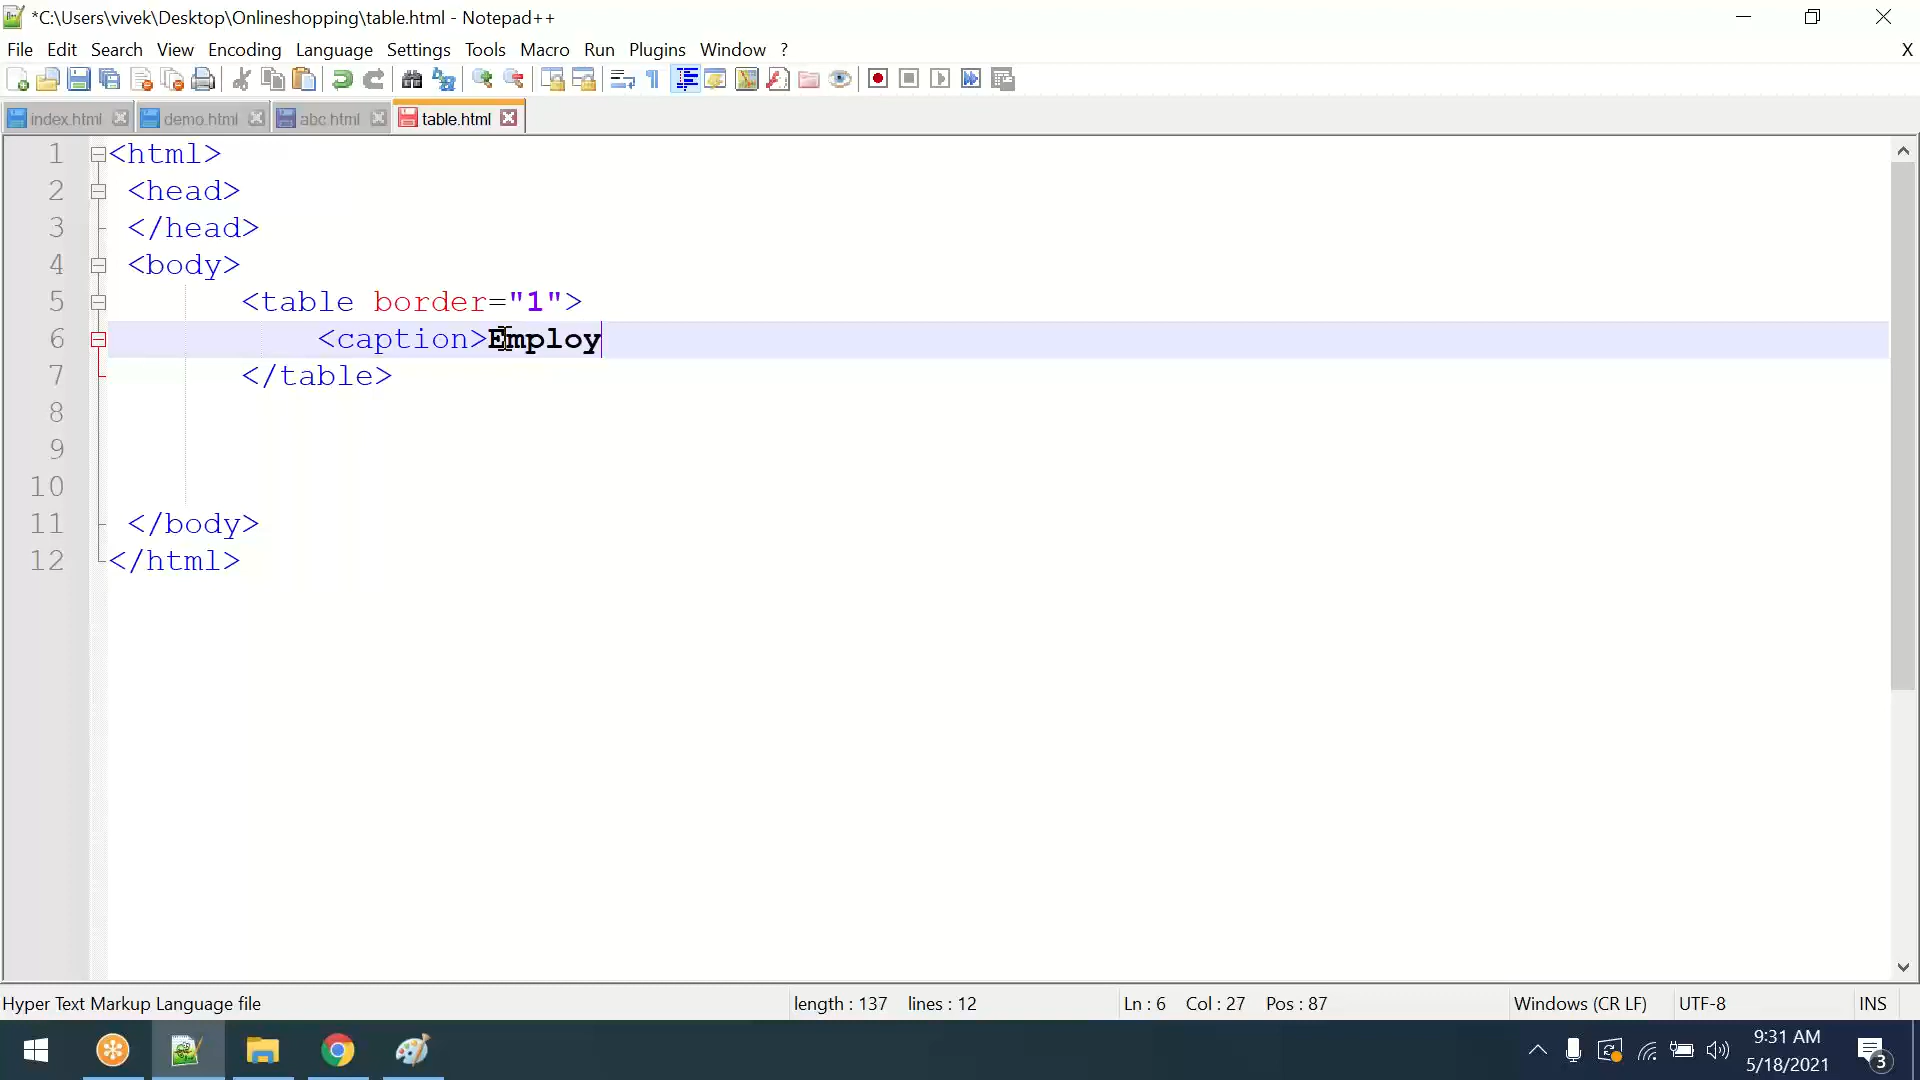 *C:\Users\vivek\Desktop\Onlineshopping\table.html - Notepad++
File Edit Search View Encoding Language Settings Tools Macro Run Plugins Window ? X
index.html demo.html abc.html table.html
1 <html>
2 <head>
3 </head>
4 <body>
5 <table border="1">
6 <caption>Employ
7 </table>
8
9
10
11 </body>
12 </html>
Hyper Text Markup Language file length : 137 lines : 12 Ln : 6 Col : 27 Pos : 87 Windows (CR LF) UTF-8 INS
9:31 AM
5/18/2021
3